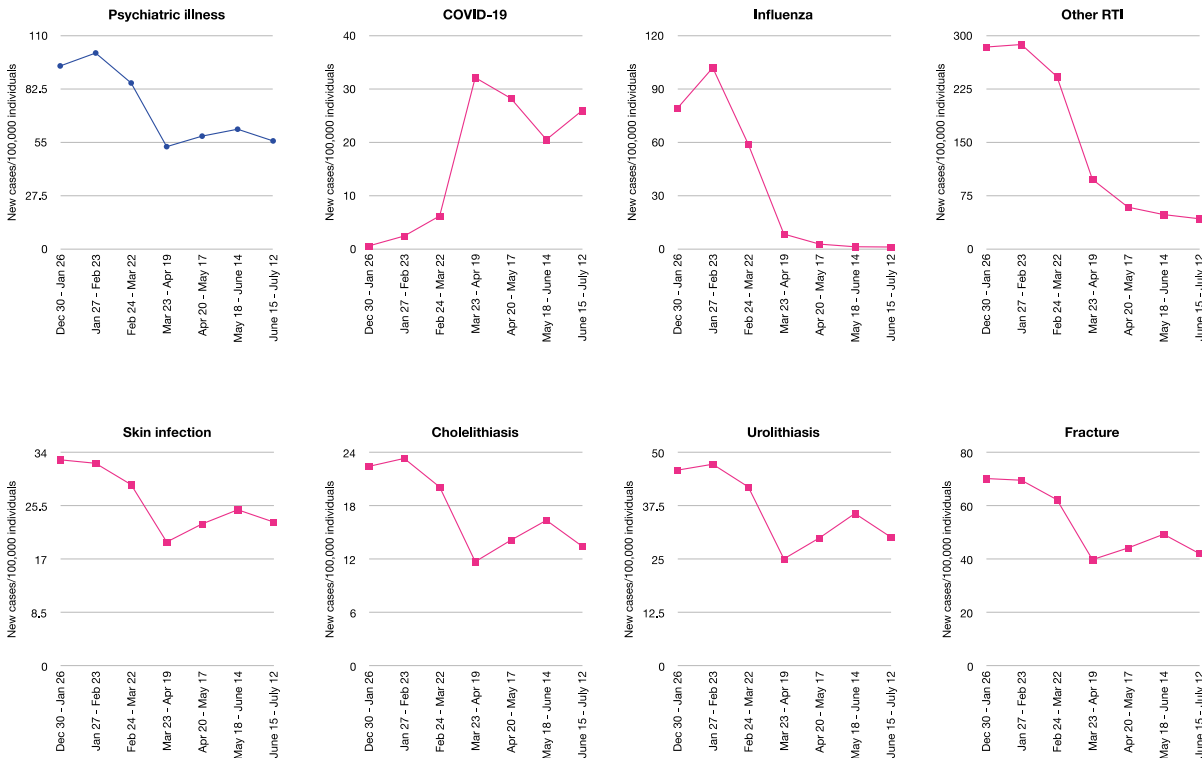 Psychiatric illness
New cases/100,000 individuals
110
82,5
55
27,5
0
Dec 30 - Jan 26
Jan 27 - Feb 23
Feb 24 - Mar 22
Mar 23 - Apr 19
Apr 20 - May 17
May 18 - June 14
June 15 - July 12
COVID-19
New cases/100,000 individuals
40
30
20
10
0
Dec 30 - Jan 26
Jan 27 - Feb 23
Feb 24 - Mar 22
Mar 23 - Apr 19
Apr 20 - May 17
May 18 - June 14
June 15 - July 12
Influenza
New cases/100,000 individuals
120
90
60
30
0
Dec 30 - Jan 26
Jan 27 - Feb 23
Feb 24 - Mar 22
Mar 23 - Apr 19
Apr 20 - May 17
May 18 - June 14
June 15 - July 12
Other RTI
New cases/100,000 individuals
300
225
150
75
0
Dec 30 - Jan 26
Jan 27 - Feb 23
Feb 24 - Mar 22
Mar 23 - Apr 19
Apr 20 - May 17
May 18 - June 14
June 15 - July 12
Skin infection
New cases/100,000 individuals
34
25,5
17
8,5
0
Dec 30 - Jan 26
Jan 27 - Feb 23
Feb 24 - Mar 22
Mar 23 - Apr 19
Apr 20 - May 17
May 18 - June 14
June 15 - July 12
Cholelithiasis
New cases/100,000 individuals
24
18
12
6
0
Dec 30 - Jan 26
Jan 27 - Feb 23
Feb 24 - Mar 22
Mar 23 - Apr 19
Apr 20 - May 17
May 18 - June 14
June 15 - July 12
Urolithiasis
New cases/100,000 individuals
50
37,5
25
12,5
0
Dec 30 - Jan 26
Jan 27 - Feb 23
Feb 24 - Mar 22
Mar 23 - Apr 19
Apr 20 - May 17
May 18 - June 14
June 15 - July 12
Fracture
New cases/100,000 individuals
80
60
40
20
0
Dec 30 - Jan 26
Jan 27 - Feb 23
Feb 24 - Mar 22
Mar 23 - Apr 19
Apr 20 - May 17
May 18 - June 14
June 15 - July 12